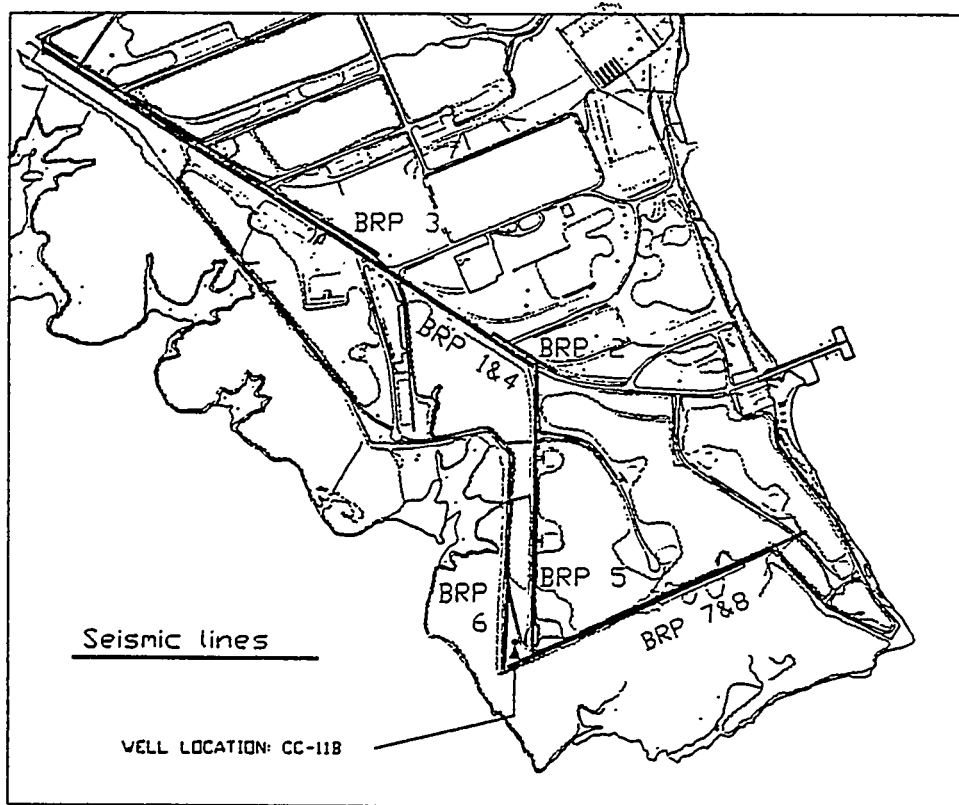 BRP 3
BRP 1&4
BRP 2
BRP 5
BRP 6
BRP 7&8
Seismic lines
WELL LOCATION: CC-11B